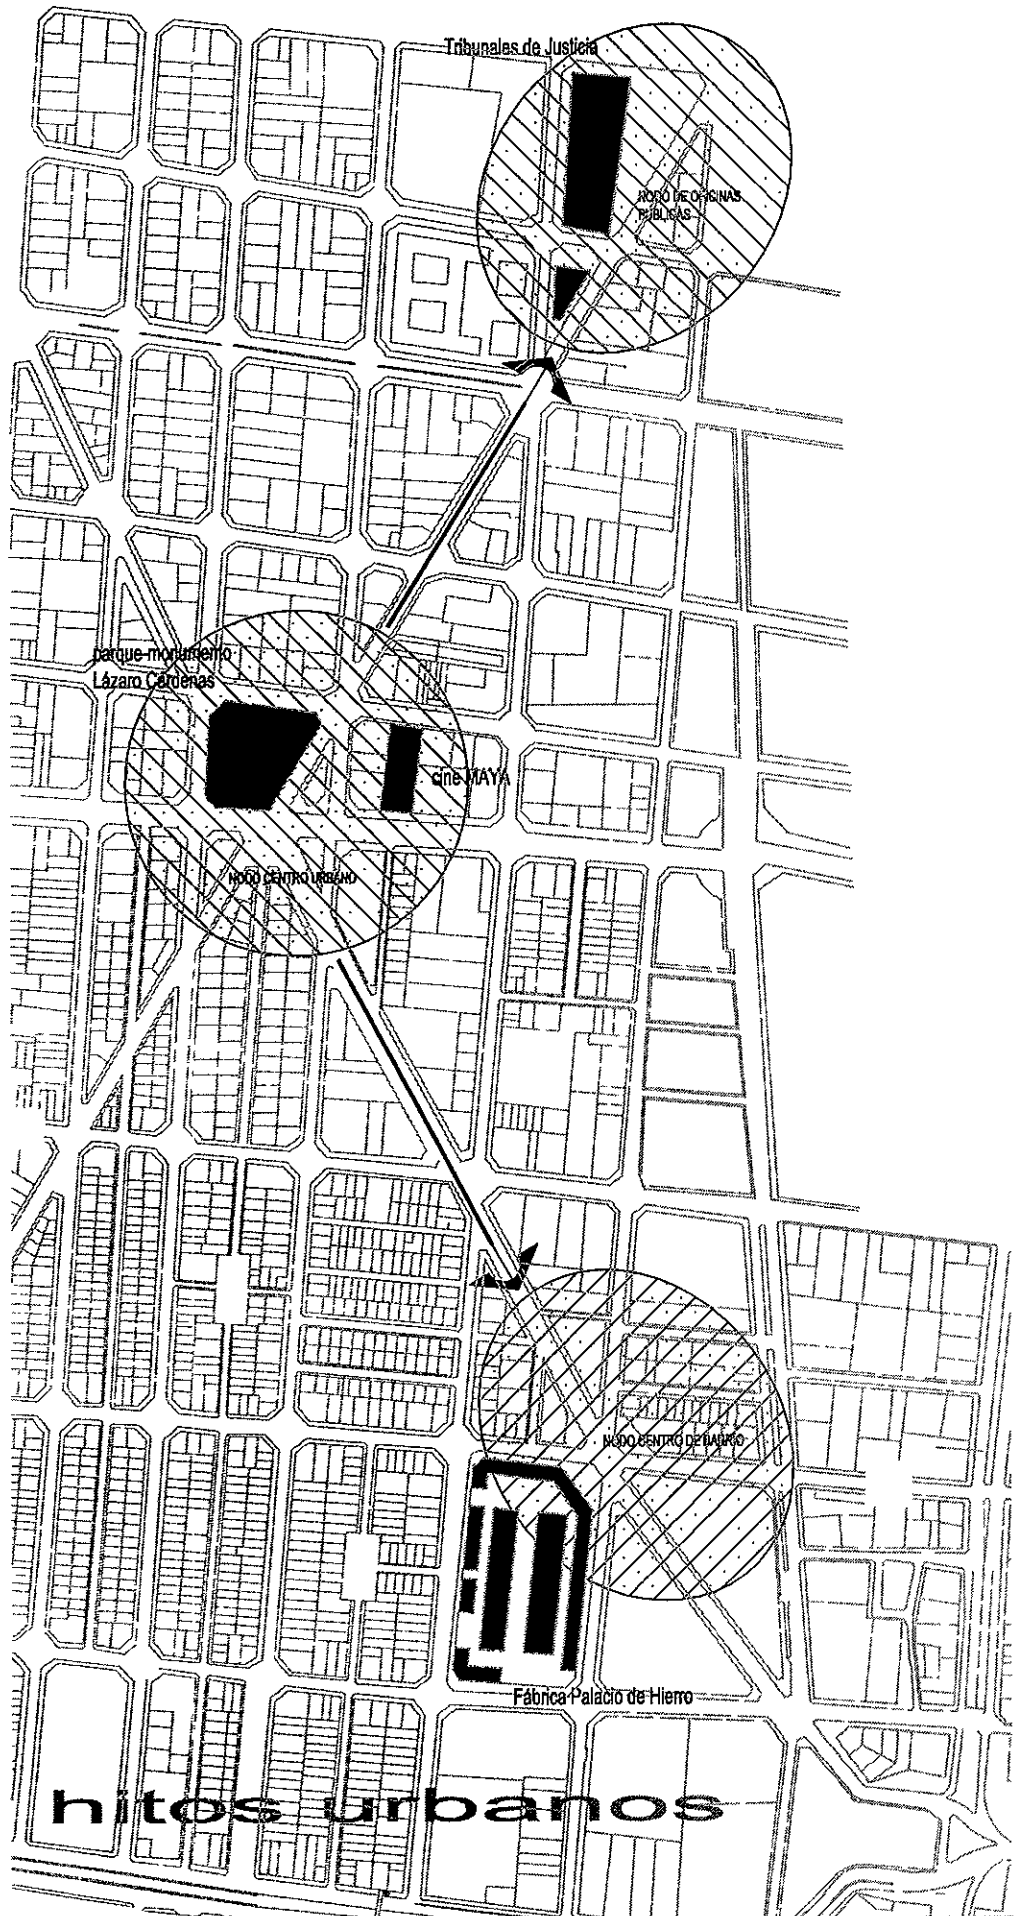 Tribunales de Justicia
NODO DE OFICINAS
PUBLICAS
parque-monumento
Lázaro Cárdenas
cine MAYA
NODO CENTRO URBANO
NODO CENTRO DE BARRIO
Fábrica Palacio de Hierro
hitos urbanos